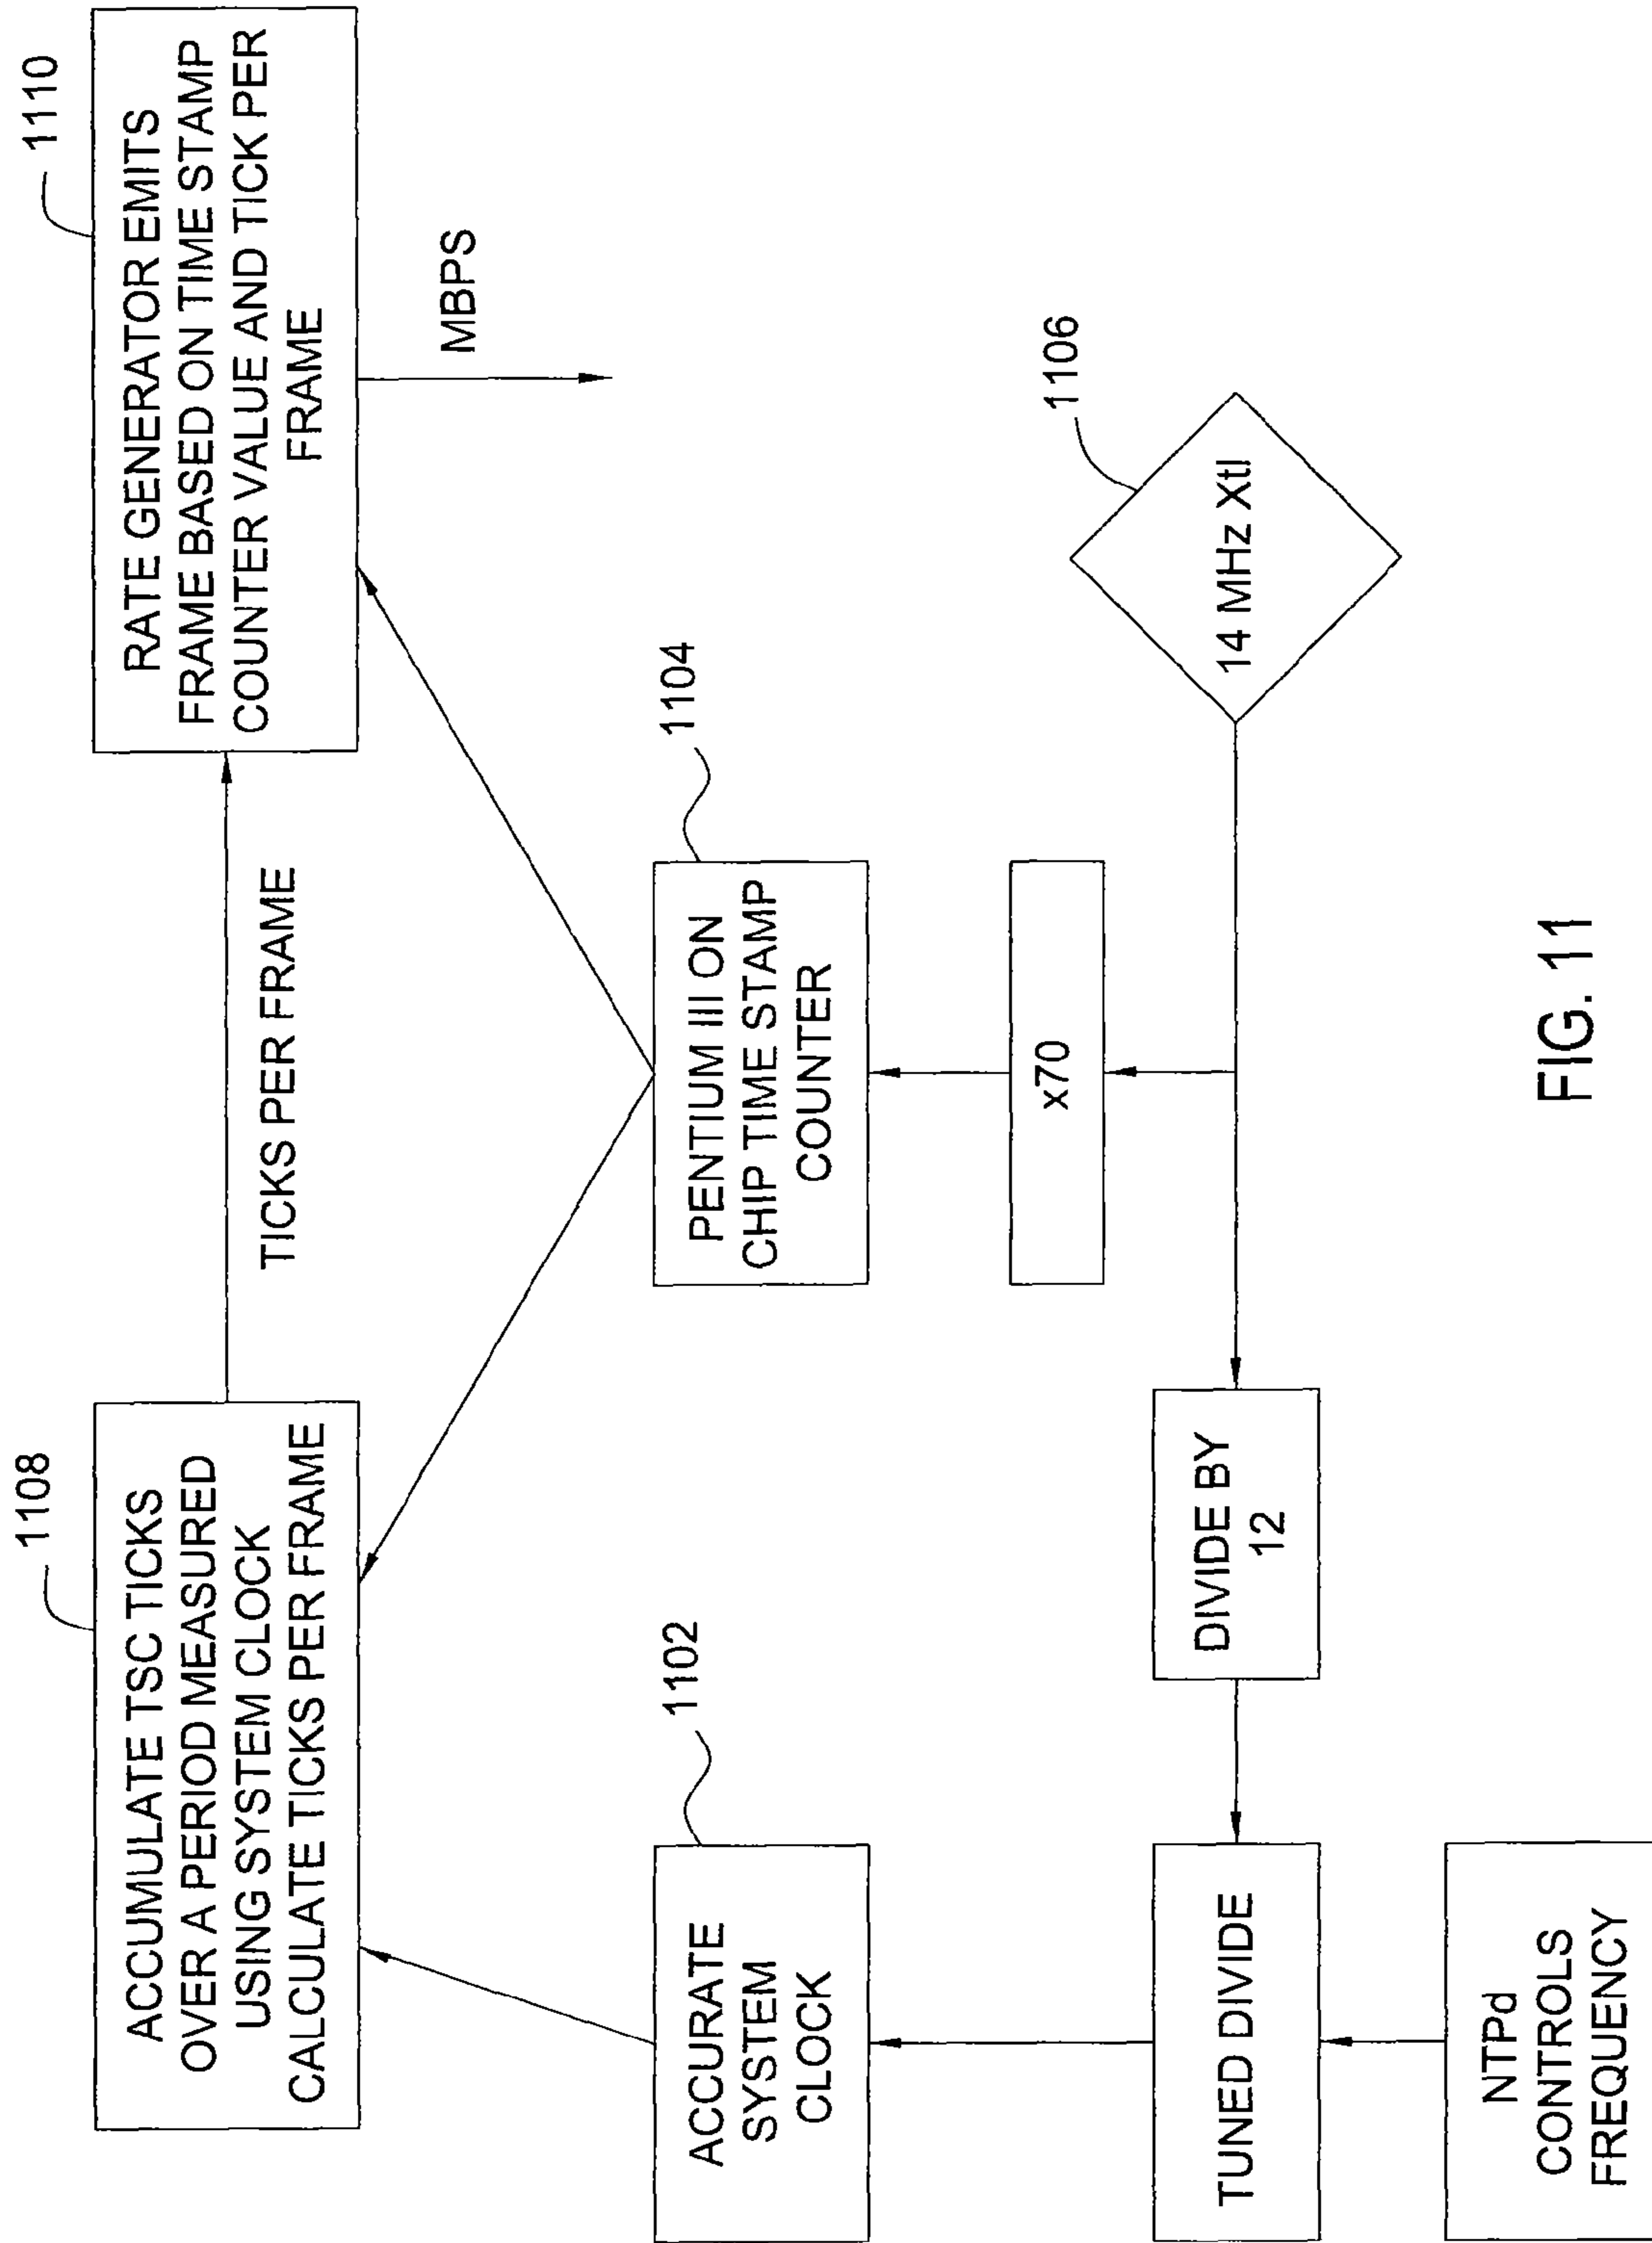 1108
ACCUMULATE TSC TICKS
OVER A PERIOD MEASURED
USING SYSTEM CLOCK
CALCULATE TICKS PER FRAME
TICKS PER FRAME
1110
RATE GENERATOR EMITS
FRAME BASED ON TIME STAMP
COUNTER VALUE AND TICK PER
FRAME
MBPS
1102
ACCURATE
SYSTEM
CLOCK
1104
PENTIUM III ON
CHIP TIME STAMP
COUNTER
x70
1106
14 MHz Xtl
TUNED DIVIDE
DIVIDE BY
12
NTPd
CONTROLS
FREQUENCY
FIG. 11